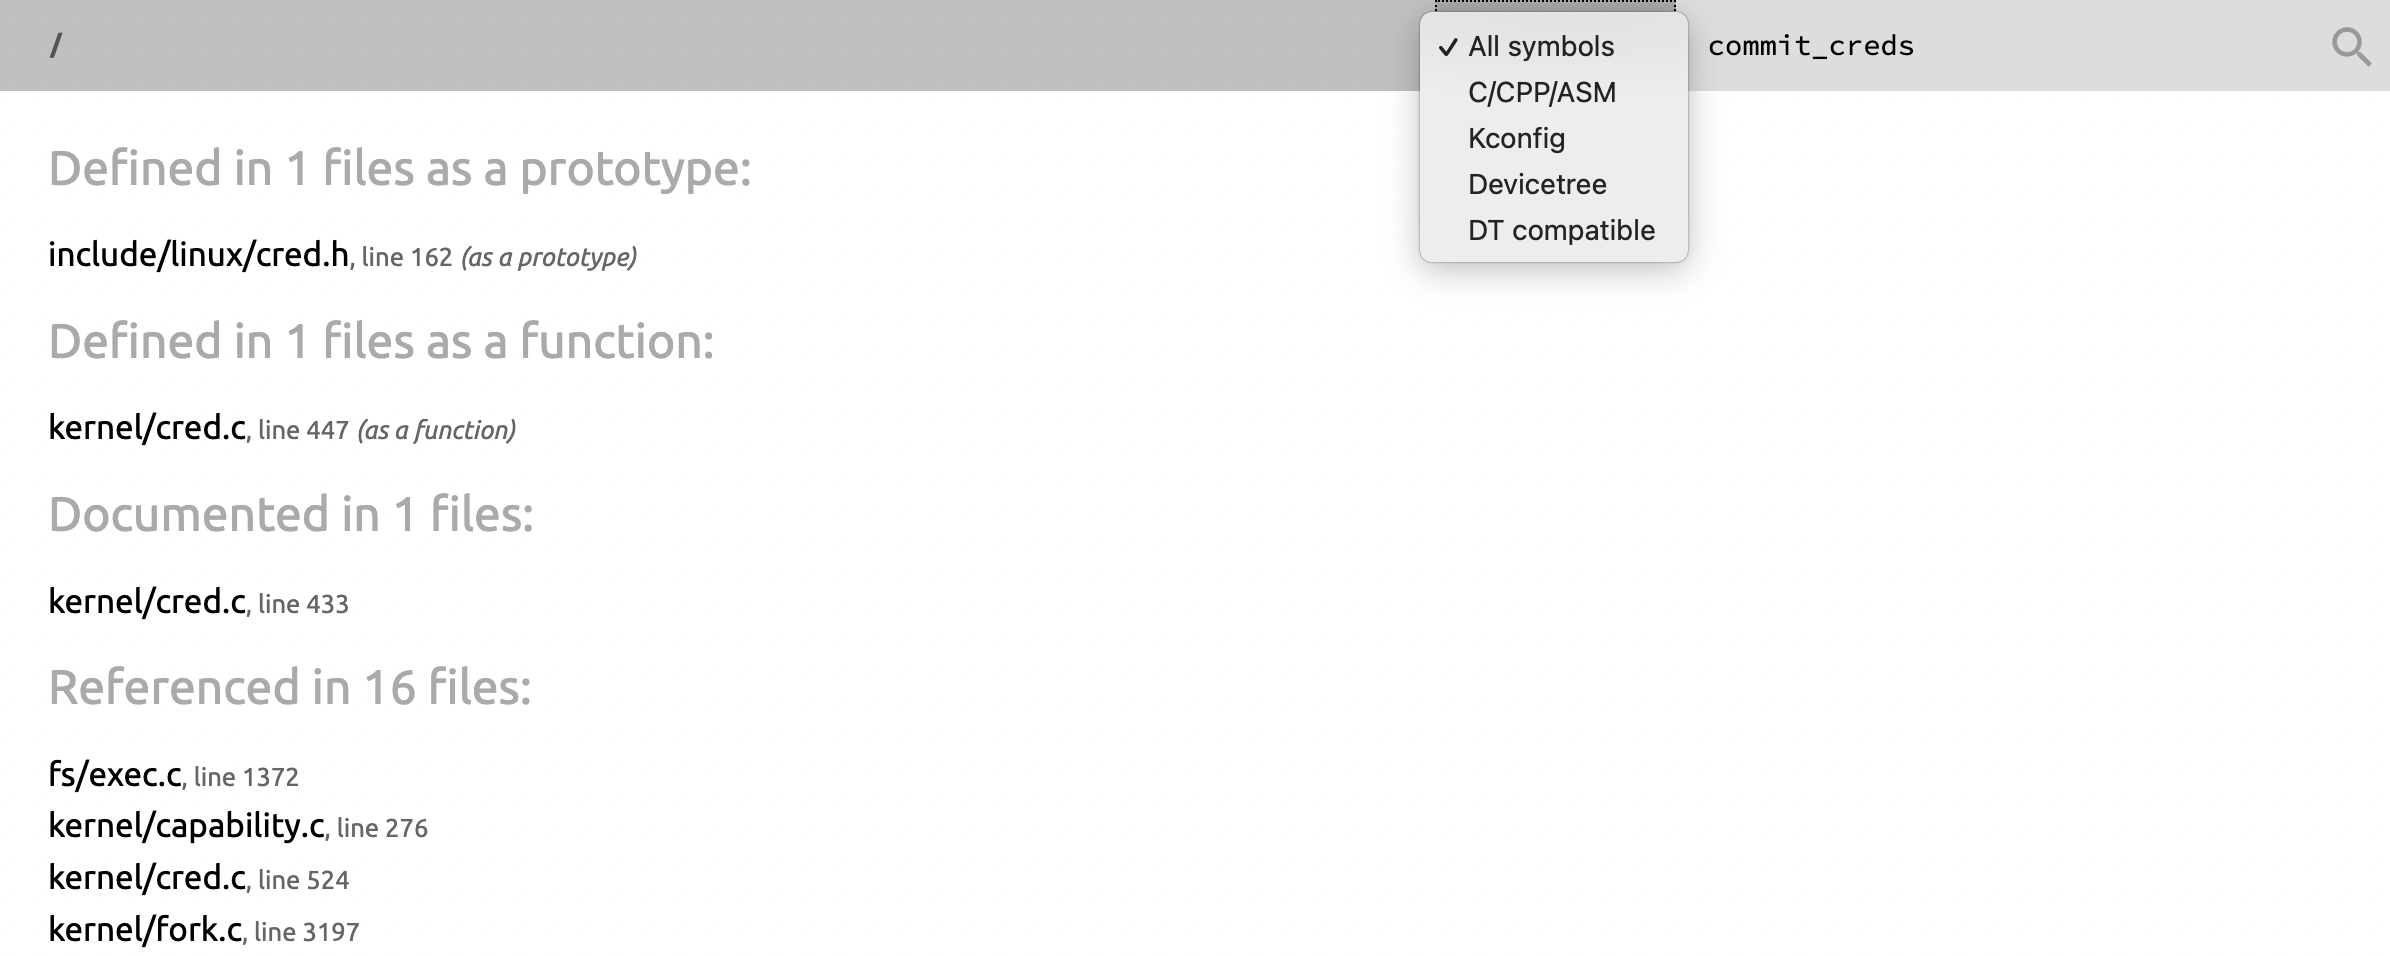 /
✓ All symbols
C/CPP/ASM
Kconfig
Devicetree
DT compatible
commit_creds
Defined in 1 files as a prototype:
include/linux/cred.h, line 162 (as a prototype)
Defined in 1 files as a function:
kernel/cred.c, line 447 (as a function)
Documented in 1 files:
kernel/cred.c, line 433
Referenced in 16 files:
fs/exec.c, line 1372
kernel/capability.c, line 276
kernel/cred.c, line 524
kernel/fork.c, line 3197